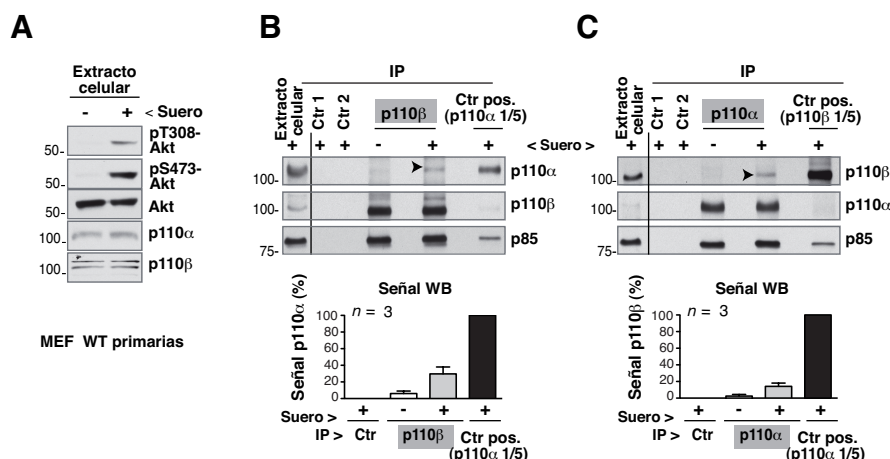 A
Extracto
celular
- + < Suero
50- pT308-
Akt
50- pS473-
Akt
50- Akt
100- p110α
100- p110β
MEF WT primarias
B
IP
Extracto
celular
Ctr 1
Ctr 2
p110β
Ctr pos.
(p110α 1/5)
+ + + - + + < Suero >
100- p110α
100- p110β
75- p85
Señal WB
Señal p110α (%)
n = 3
100
80
60
40
20
0
Suero > + - + +
IP > Ctr p110β Ctr pos.
(p110α 1/5)
C
IP
Extracto
celular
Ctr 1
Ctr 2
p110α
Ctr pos.
(p110β 1/5)
+ + + - + +
100- p110β
100- p110α
75- p85
Señal WB
Señal p110β (%)
n = 3
100
80
60
40
20
0
Suero > + - + +
IP > Ctr p110α Ctr pos.
(p110α 1/5)